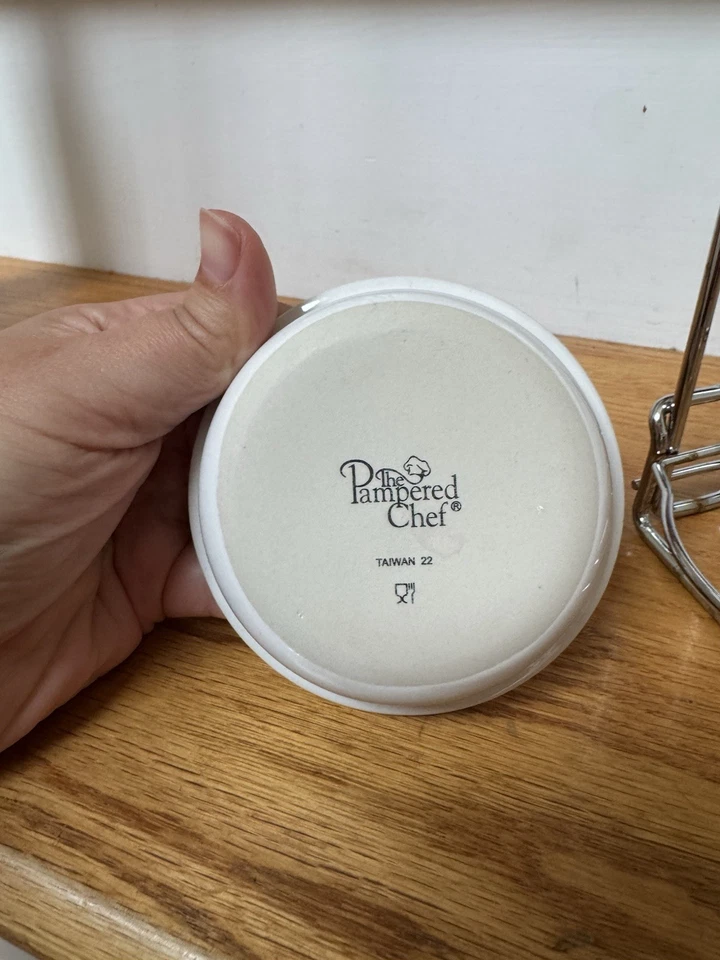 The
Pampered
Chef®
TAIWAN 22